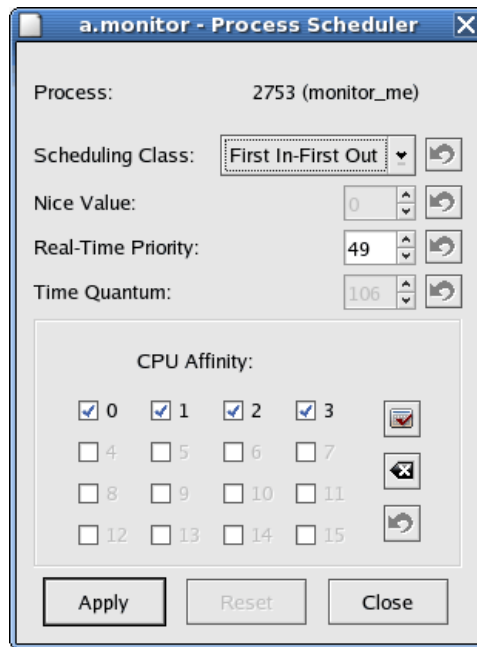 a.monitor - Process Scheduler
Process: 2753 (monitor_me)
Scheduling Class: First In-First Out
Nice Value: 0
Real-Time Priority: 49
Time Quantum: 106
CPU Affinity:
0 1 2 3
4 5 6 7
8 9 10 11
12 13 14 15
Apply Reset Close